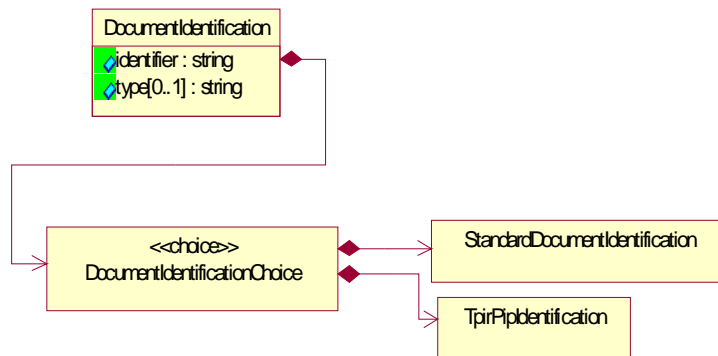 DocumentIdentification
identifier : string
type[0..1] : string
<<choice>>
DocumentIdentificationChoice
StandardDocumentIdentification
TpirPipIdentification